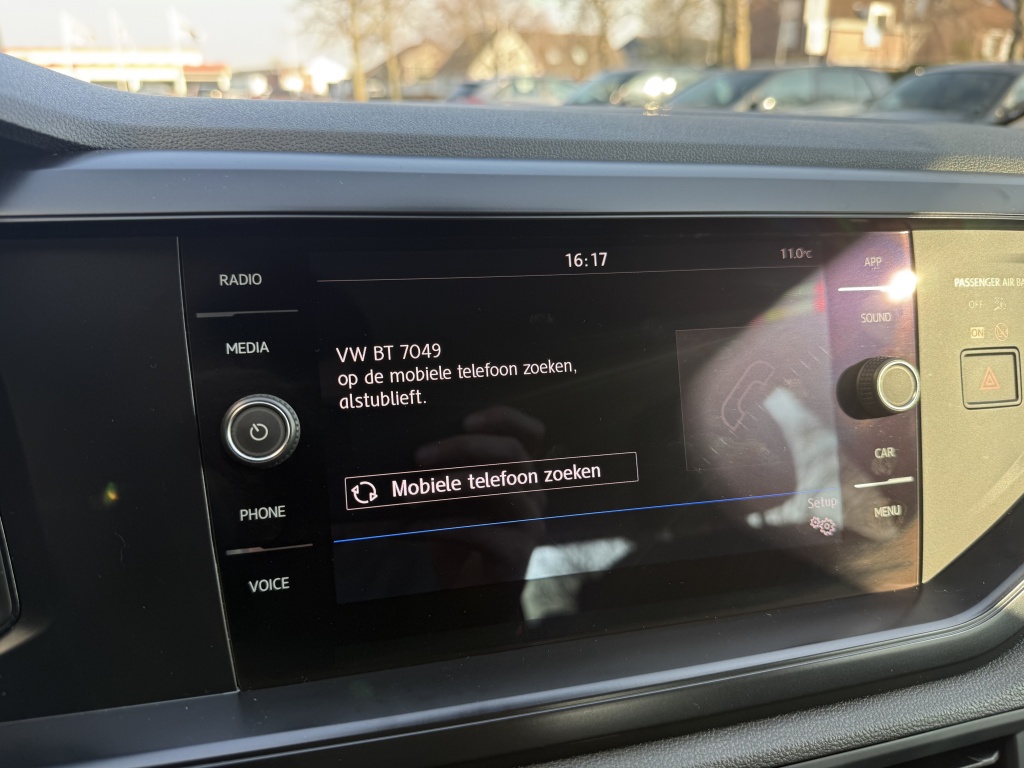 16:17
11.0°C
RADIO
MEDIA
PHONE
VOICE
VW BT 7049
op de mobiele telefoon zoeken,
alstublieft.
Mobiele telefoon zoeken
Setup
APP
SOUND
CAR
MENU
PASSENGER AIR BA
OFF
ON